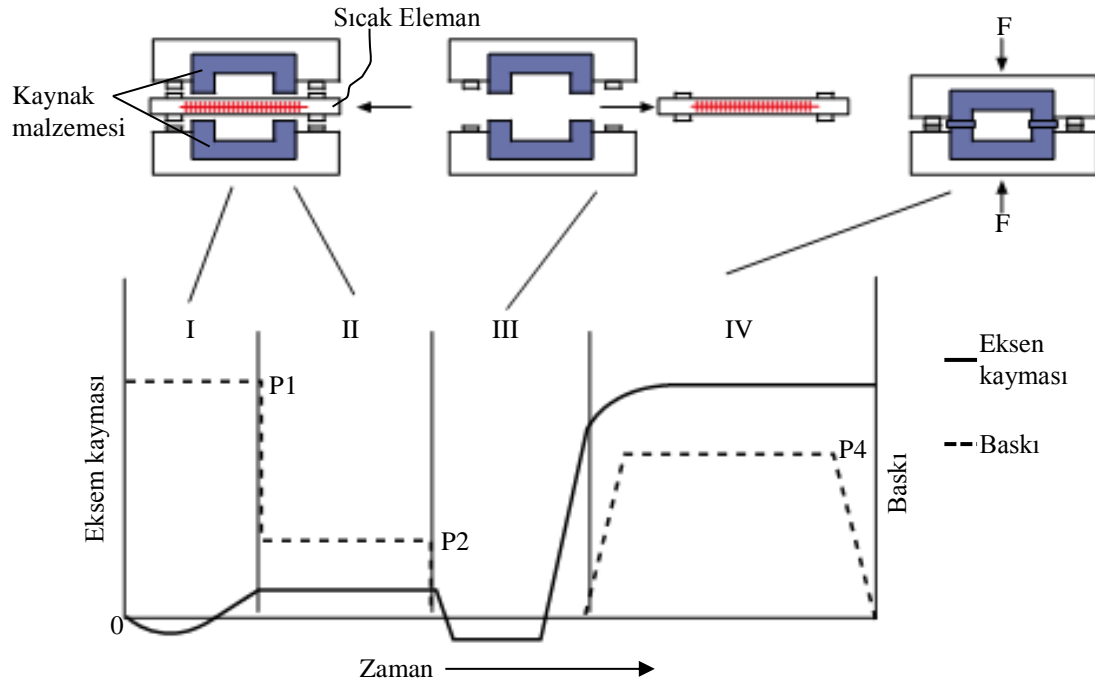 Sıcak Eleman
Kaynak
malzemesi
F
F
I
II
III
IV
P1
P2
P4
Eksem kayması
Baskı
Eksen
kayması
Baskı
0
Zaman